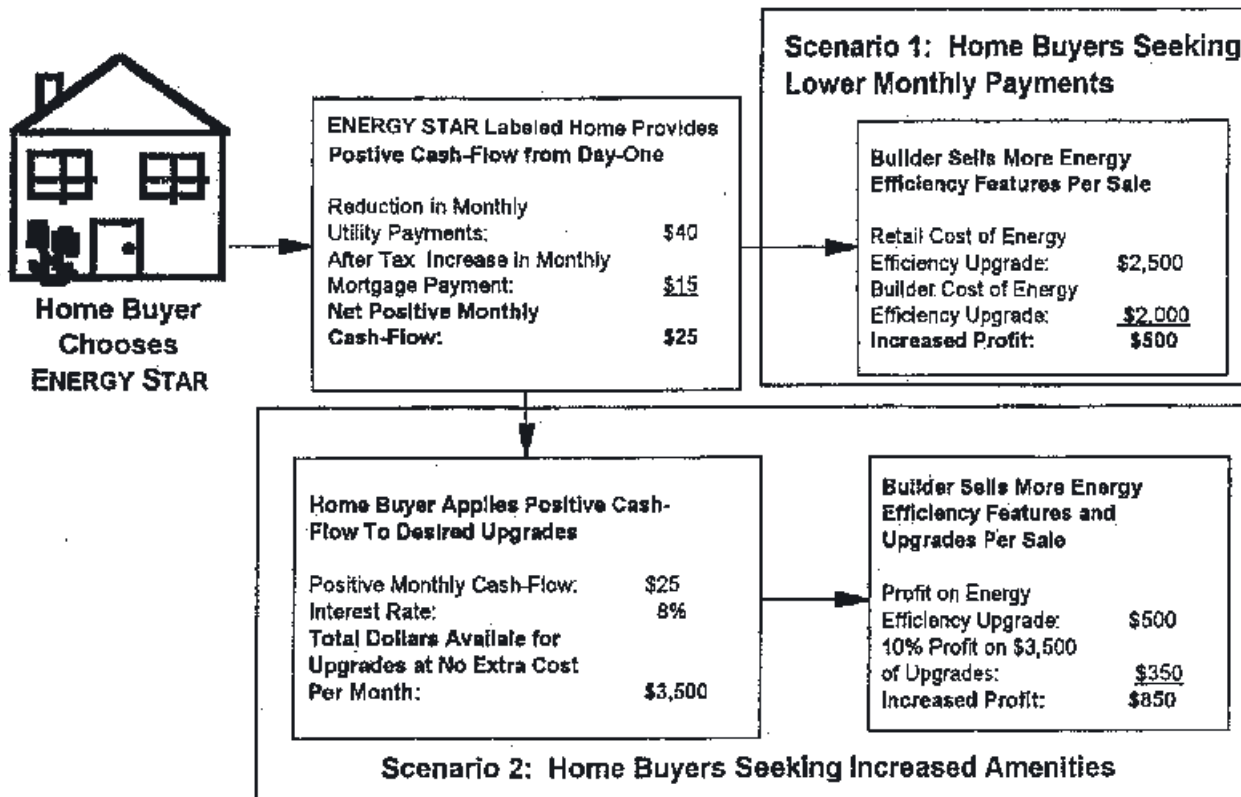 Home Buyer
Chooses
ENERGY STAR
ENERGY STAR Labeled Home Provides
Postive Cash-Flow from Day-One
Reduction in Monthly
Utility Payments: $40
After Tax Increase in Monthly
Mortgage Payment: $15
Net Positive Monthly
Cash-Flow: $25
Scenario 1: Home Buyers Seeking
Lower Monthly Payments
Builder Sells More Energy
Efficiency Features Per Sale
Retail Cost of Energy
Efficiency Upgrade: $2,500
Builder Cost of Energy
Efficiency Upgrade: $2,000
Increased Profit: $500
Home Buyer Applies Positive Cash-
Flow To Desired Upgrades
Positive Monthly Cash-Flow: $25
Interest Rate: 8%
Total Dollars Availale for
Upgrades at No Extra Cost
Per Month: $3,500
Builder Sells More Energy
Efficiency Features and
Upgrades Per Sale
Profit on Energy
Efficiency Upgrade: $500
10% Profit on $3,500
of Upgrades: $350
Increased Profit: $850
Scenario 2: Home Buyers Seeking Increased Amenities